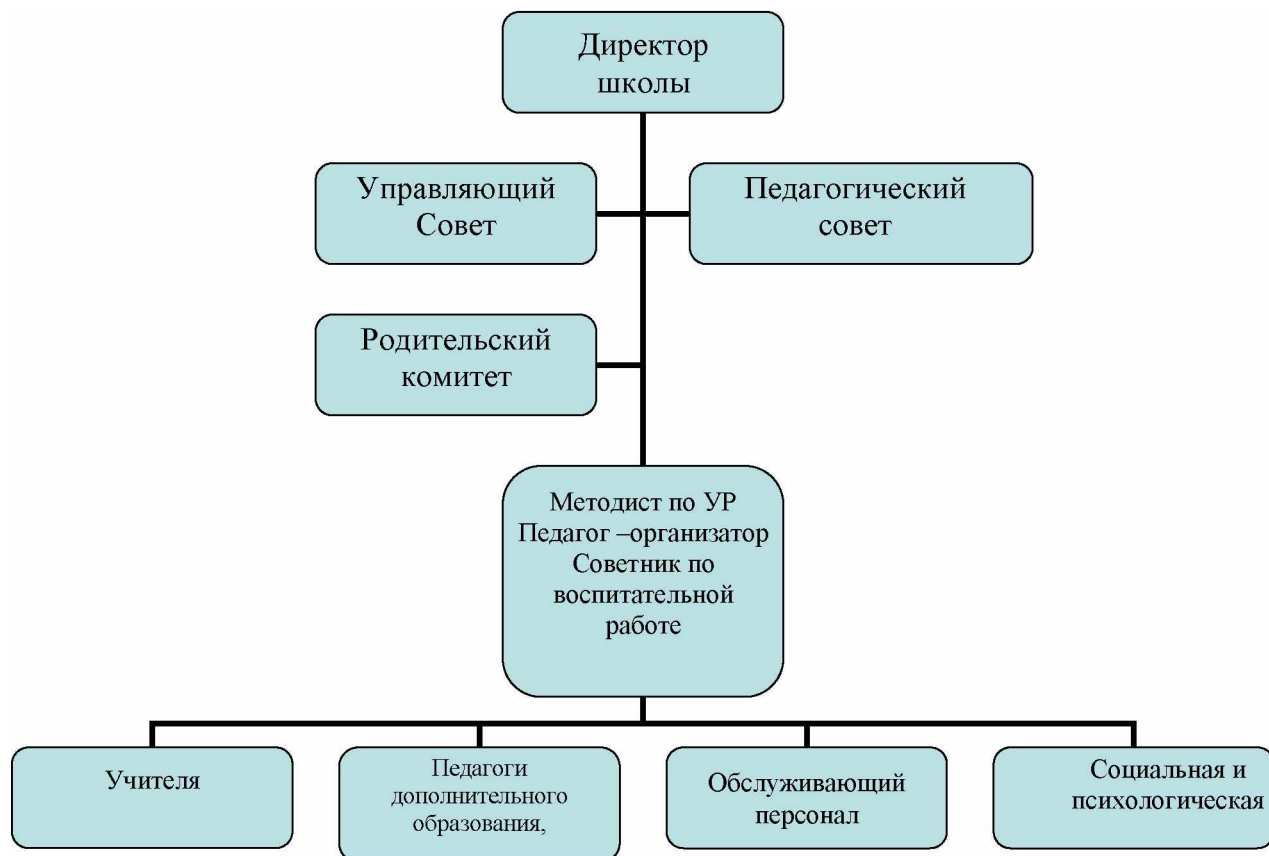 Директор
школы
Управляющий
Совет
Педагогический
совет
Родительский
комитет
Методист по УР
Педагог –организатор
Советник по
воспитательной
работе
Учителя
Педагоги
дополнительного
образования,
Обслуживающий
персонал
Социальная и
психологическая